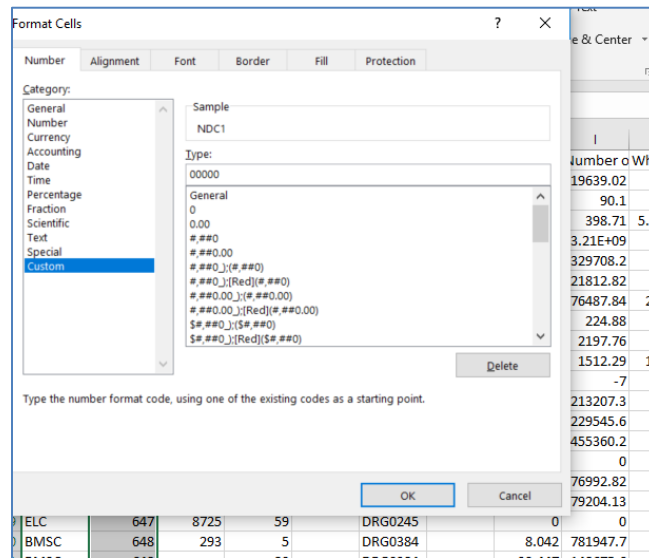 Format Cells
? ×
e & Center
Number Alignment Font Border Fill Protection
Category:
General
Number
Currency
Accounting
Date
Time
Percentage
Fraction
Scientific
Text
Special
Custom
Sample
NDC1
Type:
00000
General
0
0.00
#,##0
#,##0.00
#,##0_);(#,##0)
#,##0_);[Red](#,##0)
#,##0.00_);(#,##0.00)
#,##0.00_);[Red](#,##0.00)
$#,##0_);($#,##0)
$#,##0_);[Red]($#,##0)
Delete
Type the number format code, using one of the existing codes as a starting point.
OK Cancel
I
Number o Wh
19639.02
90.1
398.71 5.
3.21E+09
329708.2
21812.82
76487.84 2
224.88
2197.76
1512.29 1
-7
213207.3
229545.6
455360.2
0
76992.82
79204.13
ELC 647 8725 59 DRG0245 0 0
BMSC 648 293 5 DRG0384 8.042 781947.7